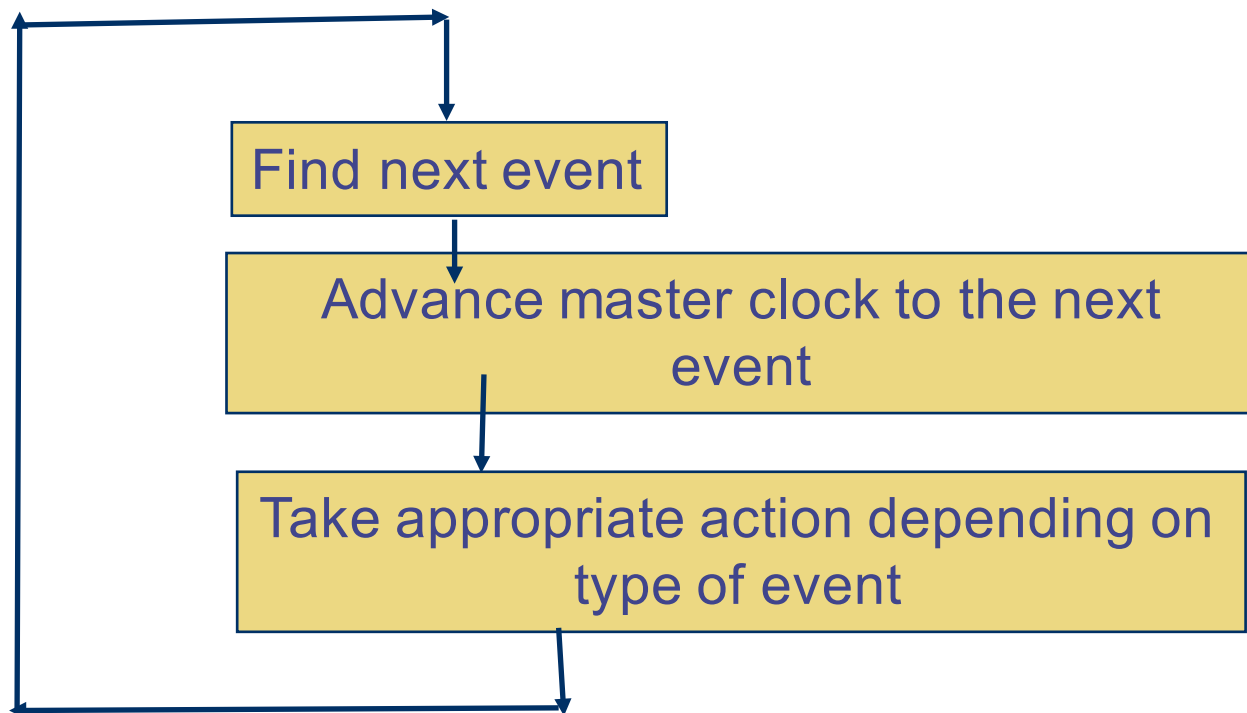 Find next event
Advance master clock to the next
event
Take appropriate action depending on
type of event